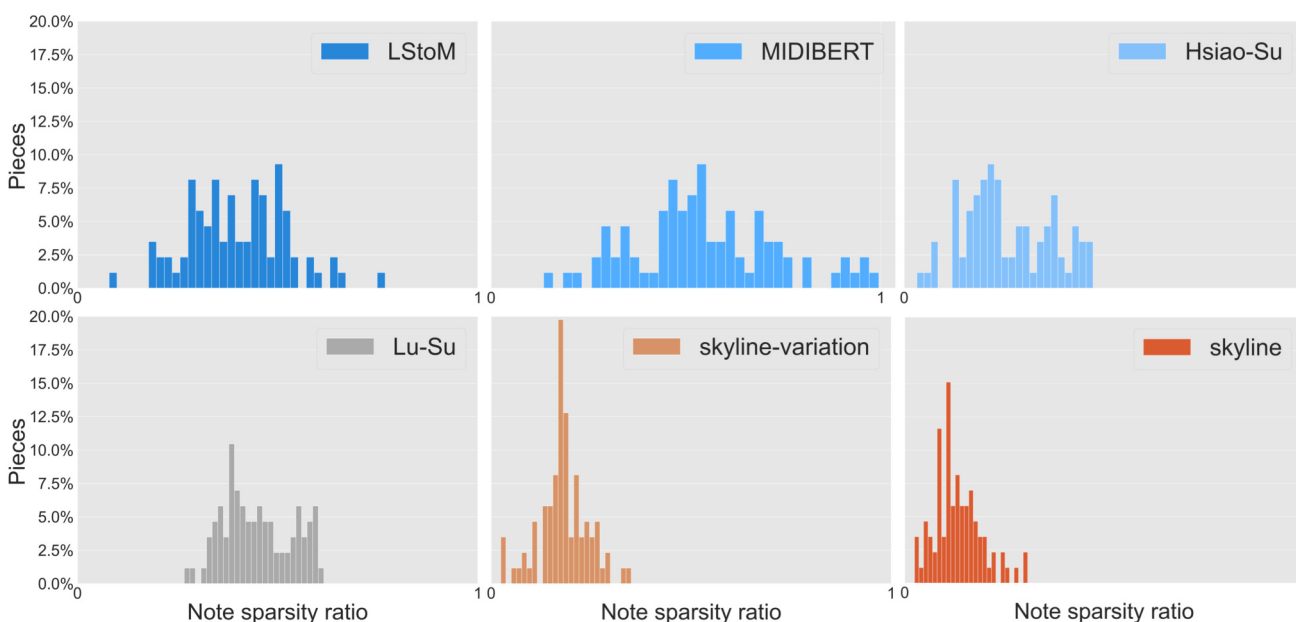 20.0%
17.5%
15.0%
12.5%
10.0%
7.5%
5.0%
2.5%
0.0%
Pieces
LStoM
MIDIBERT
Hsiao-Su
0
1
0
1
0
20.0%
17.5%
15.0%
12.5%
10.0%
7.5%
5.0%
2.5%
0.0%
Pieces
Lu-Su
skyline-variation
skyline
0
1
0
1
0
Note sparsity ratio
Note sparsity ratio
Note sparsity ratio